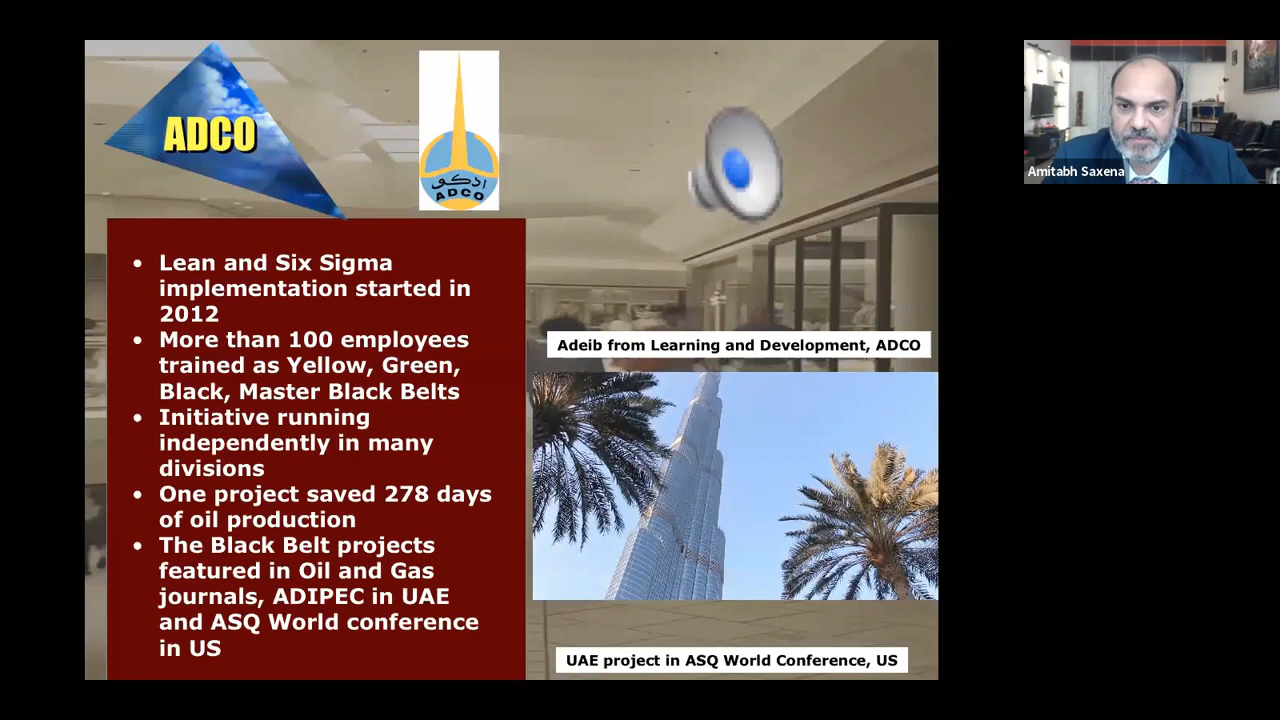 ADCO
ادكو
ADCO
Amitabh Saxena
• Lean and Six Sigma
implementation started in
2012
• More than 100 employees
trained as Yellow, Green,
Black, Master Black Belts
• Initiative running
independently in many
divisions
• One project saved 278 days
of oil production
• The Black Belt projects
featured in Oil and Gas
journals, ADIPEC in UAE
and ASQ World conference
in US
Adeib from Learning and Development, ADCO
UAE project in ASQ World Conference, US